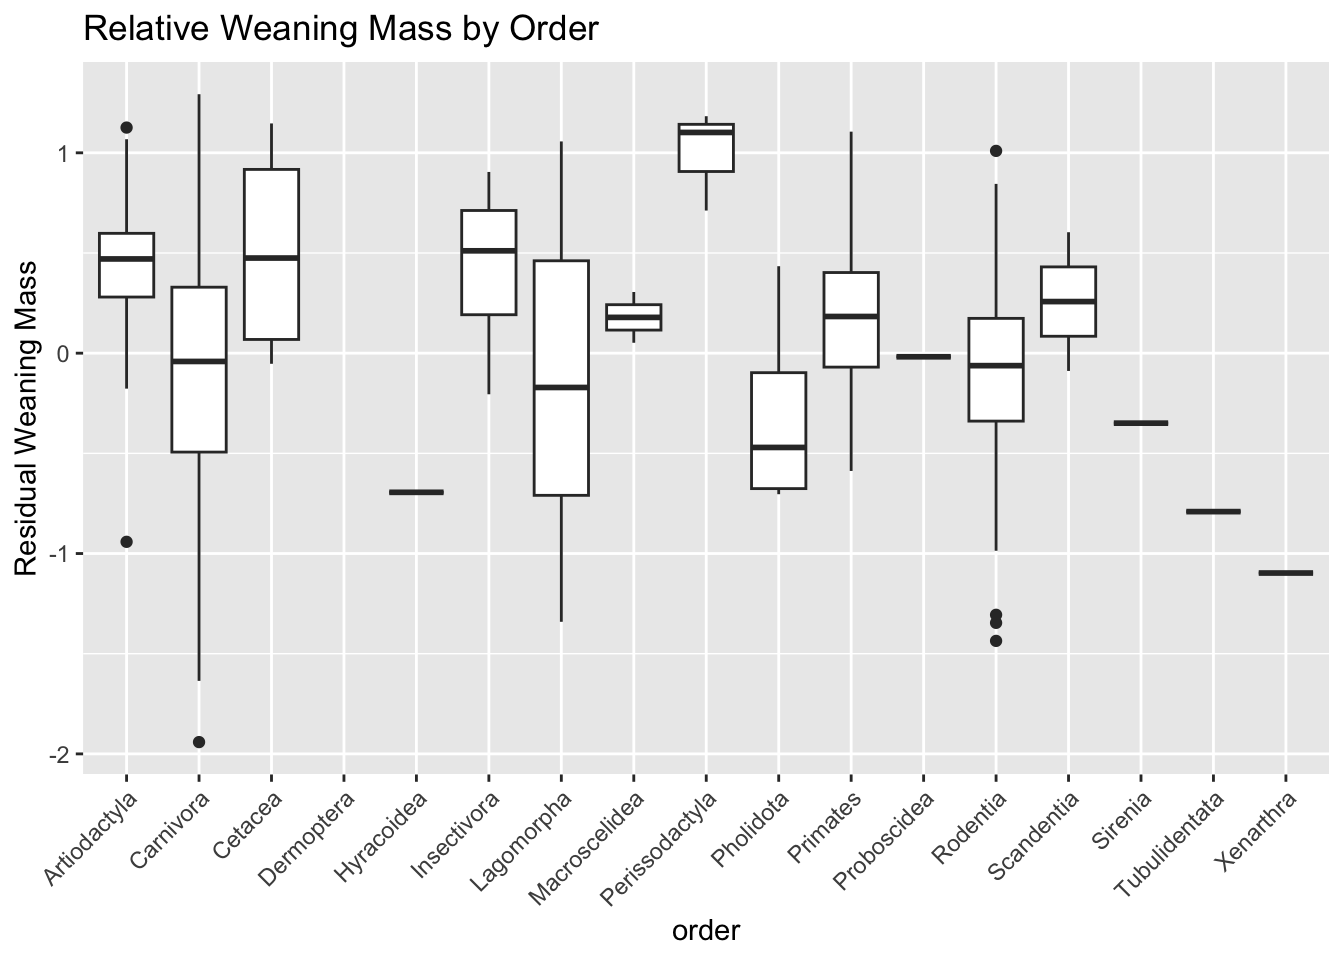 Relative Weaning Mass by Order
Residual Weaning Mass
1
0
-1
-2
Artiodactyla
Carnivora
Cetacea
Dermoptera
Hyracoidea
Insectivora
Lagomorpha
Macroscelidea
Perissodactyla
Pholidota
Primates
Proboscidea
Rodentia
Scandentia
Sirenia
Tubulidentata
Xenarthra
order